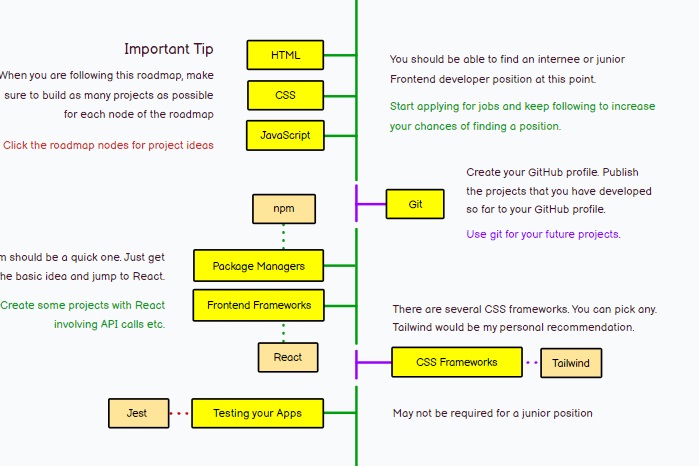 Important Tip
When you are following this roadmap, make
sure to build as many projects as possible
for each node of the roadmap
Click the roadmap nodes for project ideas
HTML
CSS
JavaScript
You should be able to find an internee or junior
Frontend developer position at this point.
Start applying for jobs and keep following to increase
your chances of finding a position.
Create your GitHub profile. Publish
the projects that you have developed
so far to your GitHub profile.
Use git for your future projects.
Git
npm
should be a quick one. Just get
the basic idea and jump to React.
Create some projects with React
involving API calls etc.
Package Managers
Frontend Frameworks
React
There are several CSS frameworks. You can pick any.
Tailwind would be my personal recommendation.
CSS Frameworks
Tailwind
Jest
Testing your Apps
May not be required for a junior position